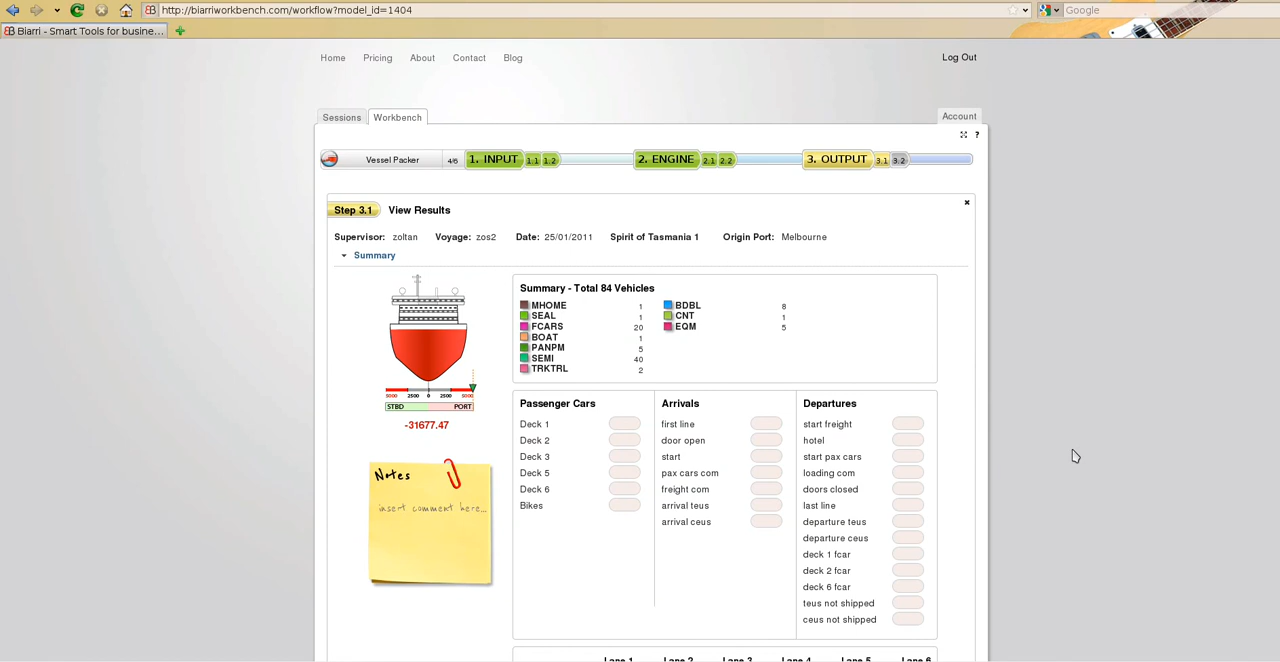 http://biarriworkbench.com/workflow?model_id=1404
Google
Biarri - Smart Tools for busine...
Home Pricing About Contact Blog Log Out
Sessions Workbench Account
?
Vessel Packer 4/6 1. INPUT 1.1 1.2 2. ENGINE 2.1 2.2 3. OUTPUT 3.1 3.2
Step 3.1 View Results
Supervisor: zoltan Voyage: zos2 Date: 25/01/2011 Spirit of Tasmania 1 Origin Port: Melbourne
Summary
Summary - Total 84 Vehicles
MHOME 1 BDBL 8
SEAL 1 CNT 1
FCARS 20 EQM 5
BOAT 1
PANPM 5
SEMI 40
TRKTRL 2
5000 2500 0 2500 5000
STBD PORT
-31677.47
Notes
insert comment here...
Passenger Cars
Deck 1
Deck 2
Deck 3
Deck 5
Deck 6
Bikes
Arrivals
first line
door open
start
pax cars com
freight com
arrival teus
arrival ceus
Departures
start freight
hotel
start pax cars
loading com
doors closed
last line
departure teus
departure ceus
deck 1 fcar
deck 2 fcar
deck 6 fcar
teus not shipped
ceus not shipped
Lane 1 Lane 2 Lane 3 Lane 4 Lane 5 Lane 6